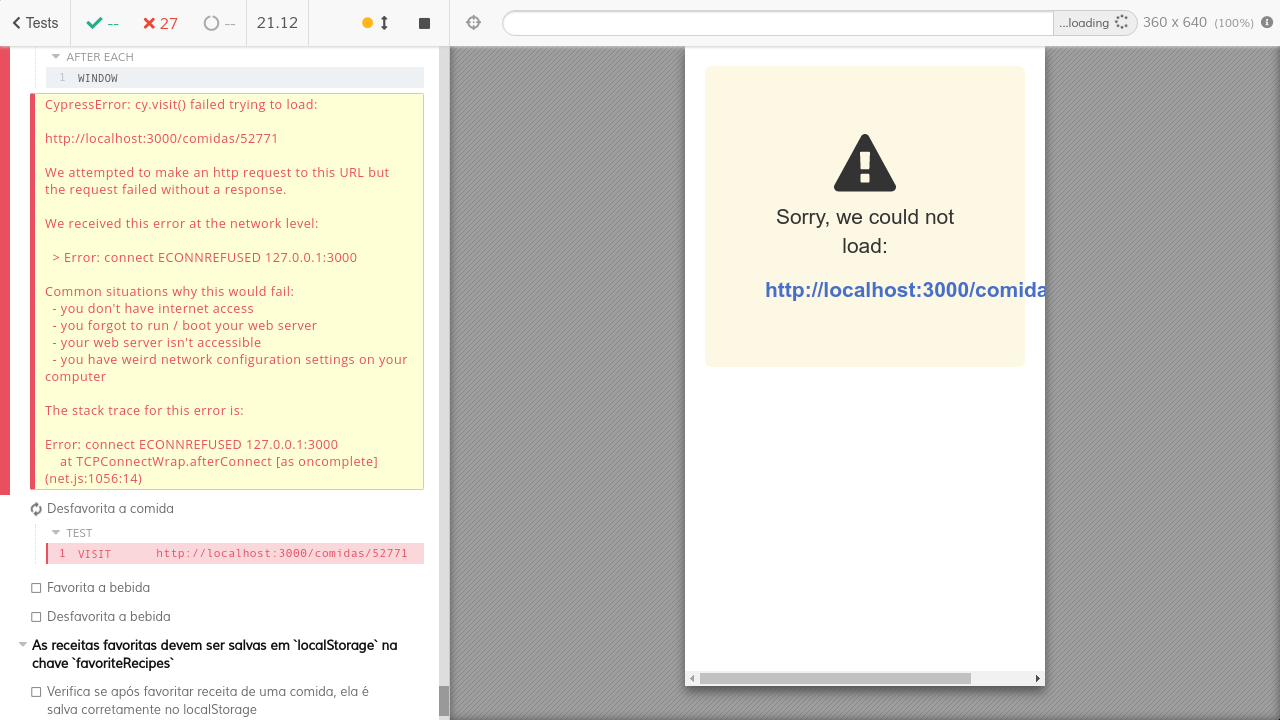 Tests
--
27
--
21.12
...loading
360 x 640 (100%)
AFTER EACH
1 WINDOW
CypressError: cy.visit() failed trying to load:
http://localhost:3000/comidas/52771
We attempted to make an http request to this URL but
the request failed without a response.
We received this error at the network level:
> Error: connect ECONNREFUSED 127.0.0.1:3000
Common situations why this would fail:
- you don't have internet access
- you forgot to run / boot your web server
- your web server isn't accessible
- you have weird network configuration settings on your
computer
The stack trace for this error is:
Error: connect ECONNREFUSED 127.0.0.1:3000
at TCPConnectWrap.afterConnect [as oncomplete]
(net.js:1056:14)
Desfavorita a comida
TEST
1 VISIT http://localhost:3000/comidas/52771
Favorita a bebida
Desfavorita a bebida
As receitas favoritas devem ser salvas em `localStorage` na
chave `favoriteRecipes`
Verifica se após favoritar receita de uma comida, ela é
salva corretamente no localStorage
Sorry, we could not
load:
http://localhost:3000/comida